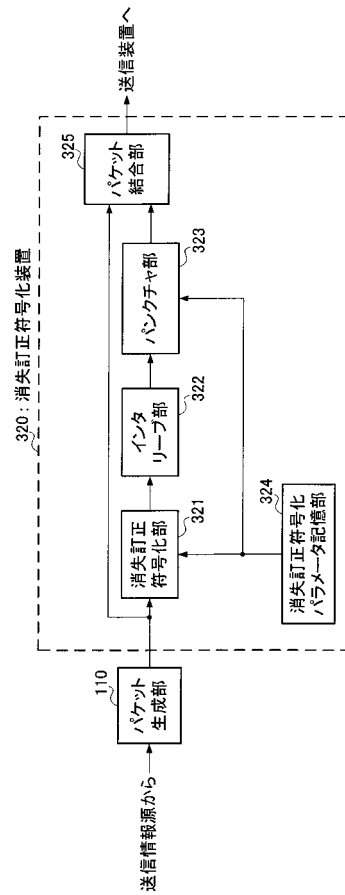 320：消失訂正符号化装置
送信情報源から
110
パケット
生成部
321
消失訂正
符号化部
322
インタ
リーブ部
323
パンクチャ部
324
消失訂正符号化
パラメータ記憶部
325
パケット
結合部
送信装置へ